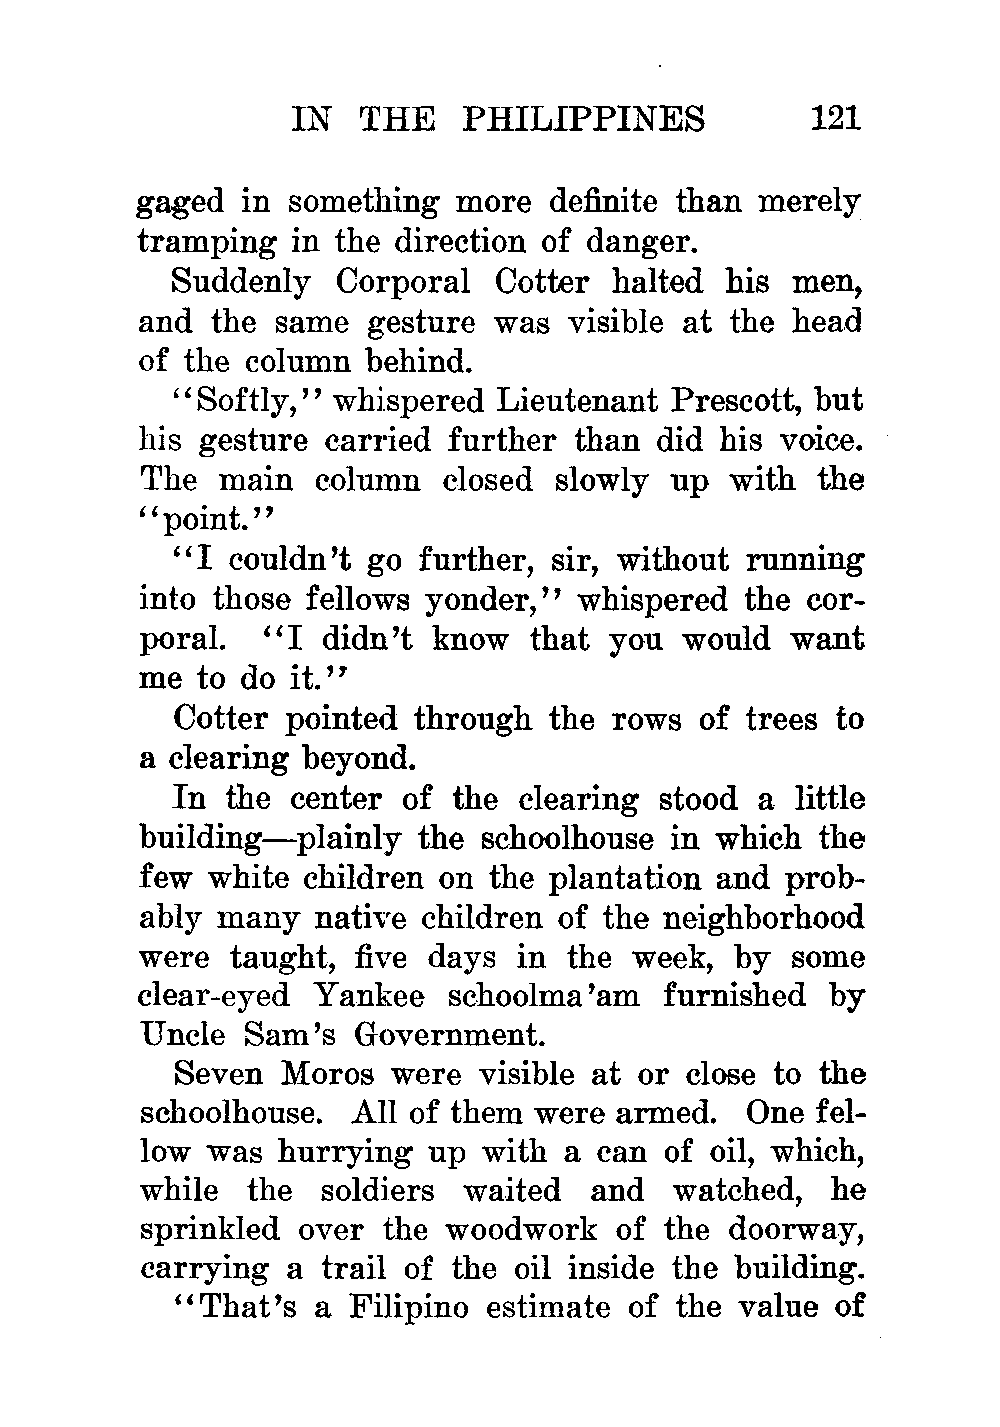 IN THE PHILIPPINES 121
gaged in something more definite than merely
tramping in the direction of danger.
Suddenly Corporal Cotter halted his men,
and the same gesture was visible at the head
of the column behind.
"Softly," whispered Lieutenant Prescott, but
his gesture carried further than did his voice.
The main column closed slowly up with the
"point."
"I couldn't go further, sir, without running
into those fellows yonder," whispered the cor-
poral. "I didn't know that you would want
me to do it."
Cotter pointed through the rows of trees to
a clearing beyond.
In the center of the clearing stood a little
building—plainly the schoolhouse in which the
few white children on the plantation and prob-
ably many native children of the neighborhood
were taught, five days in the week, by some
clear-eyed Yankee schoolma'am furnished by
Uncle Sam's Government.
Seven Moros were visible at or close to the
schoolhouse. All of them were armed. One fel-
low was hurrying up with a can of oil, which,
while the soldiers waited and watched, he
sprinkled over the woodwork of the doorway,
carrying a trail of the oil inside the building.
"That's a Filipino estimate of the value of